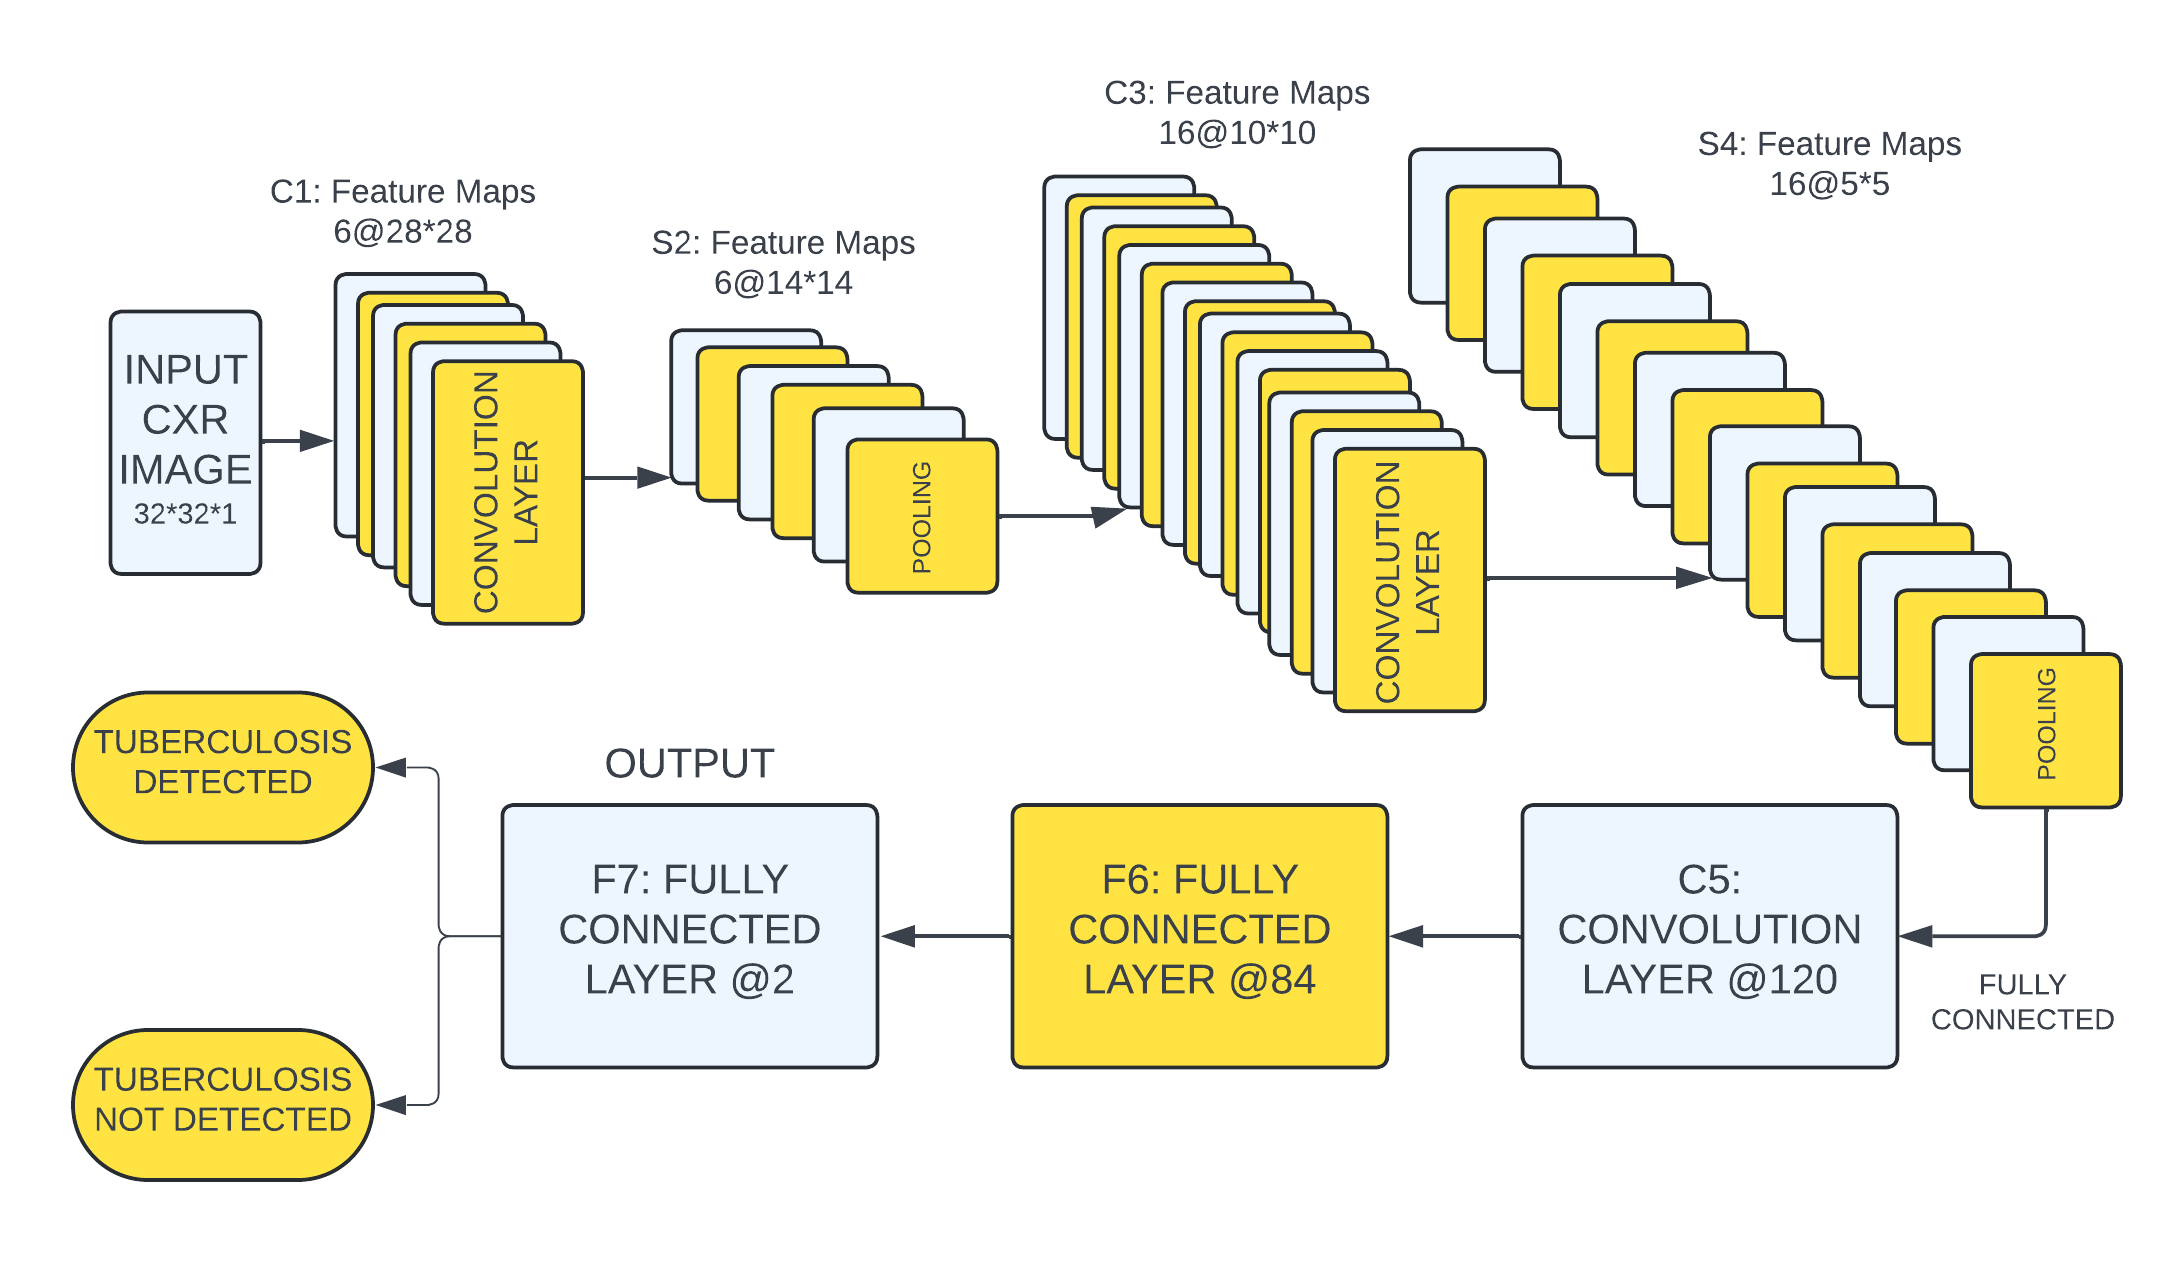 C3: Feature Maps
16@10*10
S4: Feature Maps
16@5*5
C1: Feature Maps
6@28*28
S2: Feature Maps
6@14*14
INPUT
CXR
IMAGE
32*32*1
CONVOLUTION
LAYER
POOLING
CONVOLUTION
LAYER
POOLING
TUBERCULOSIS
DETECTED
OUTPUT
F7: FULLY
CONNECTED
LAYER @2
F6: FULLY
CONNECTED
LAYER @84
C5:
CONVOLUTION
LAYER @120
FULLY
CONNECTED
TUBERCULOSIS
NOT DETECTED